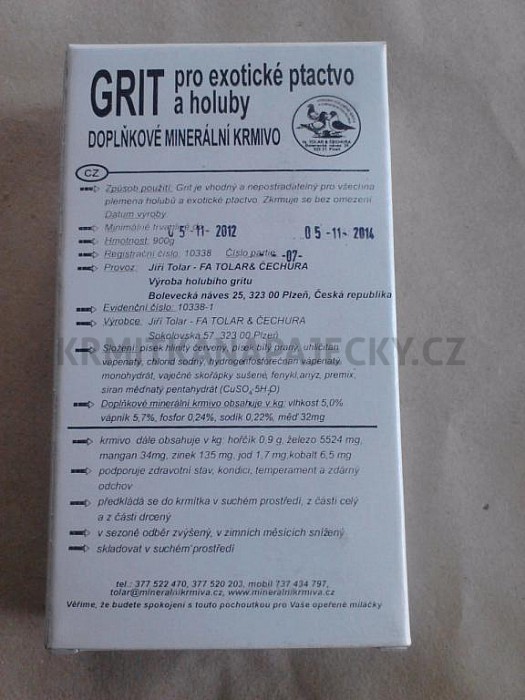 GRIT pro exotické ptactvo
a holuby
DOPLŇKOVÉ MINERÁLNÍ KRMIVO
fy. TOLAR & ČECHURA
CZ
Způsob použití: Grit je vhodný a nepostradatelný pro všechna
plemena holubů a exotické ptactvo. Zkrmuje se bez omezení
Datum výroby
Minimální trvanlivost do 05-11-2012 05-11-2014
Hmotnost: 900g
Registrační číslo: 10338 Číslo partie -07-
Provoz: Jiří Tolar - FA TOLAR& ČECHURA
Výroba holubího gritu
Bolevecká náves 25, 323 00 Plzeň, Česká republika
Evidenční číslo: 10338-1
Výrobce: Jiří Tolar - FA TOLAR & ČECHURA
Sokolovská 57, 323 00 Plzeň
Složení: písek hlinitý červený, písek bílý praný, uhličitan
vápenatý, chlorid sodný, hydrogenfosforečnan vápenatý,
monohydrát, vaječné skořápky sušené, fenykl, anýz, premix,
síran měďnatý pentahydrát (CuSO4 5H2O)
Doplňkové minerální krmivo obsahuje v kg: vlhkost 5,0%
vápník 5,7%, fosfor 0,24%, sodík 0,22%, měď 32mg
krmivo dále obsahuje v kg: hořčík 0,9 g, železo 5524 mg,
mangan 34mg, zinek 135 mg, jod 1,7 mg, kobalt 6,5 mg
podporuje zdravotní stav, kondici, temperament a zdárný
odchov
předkládá se do krmítka v suchém prostředí, z části celý
a z části drcený
v sezoně odběr zvýšený, v zimních měsících snížený
skladovat v suchém prostředí
tel.: 377 522 470, 377 520 203, mobil 737 434 797,
tolar@mineralnikrmiva.cz, www.mineralnikrmiva.cz
Věříme, že budete spokojeni s touto pochoutkou pro Vaše opeřené miláčky